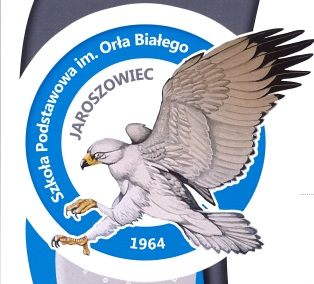 Szkoła Podstawowa im. Orła Białego
JAROSZOWIEC
1964